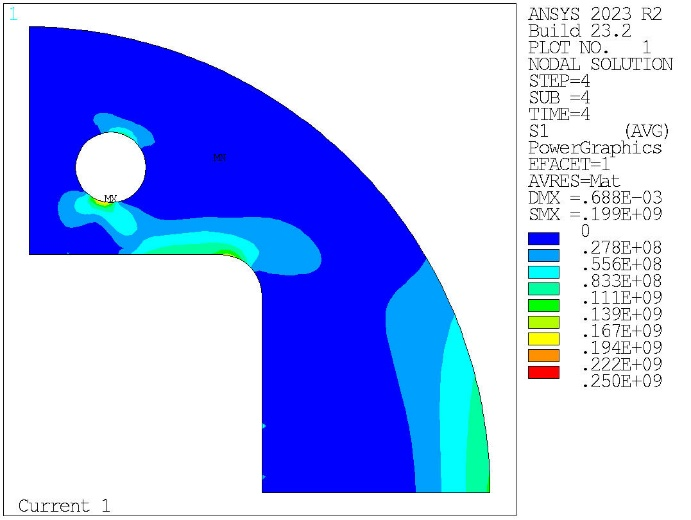 1
ANSYS 2023 R2
Build 23.2
PLOT NO. 1
NODAL SOLUTION
STEP=4
SUB =4
TIME=4
S1 (AVG)
PowerGraphics
EFACET=1
AVRES=Mat
DMX =.688E-03
SMX =.199E+09
0
.278E+08
.556E+08
.833E+08
.111E+09
.139E+09
.167E+09
.194E+09
.222E+09
.250E+09
MN
MX
Current 1